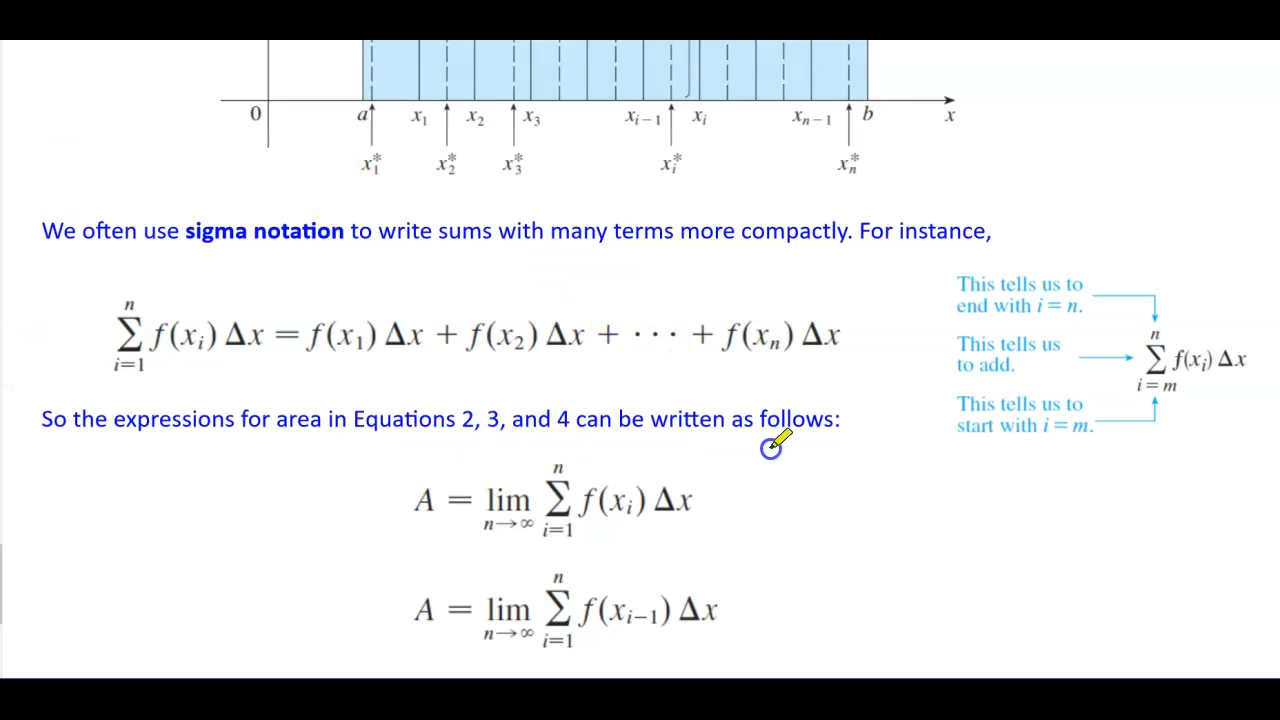 0 a x₁ x₂ x₃ xᵢ₋₁ xᵢ xₙ₋₁ b x
x₁* x₂* x₃* xᵢ* xₙ*
We often use sigma notation to write sums with many terms more compactly. For instance,
∑ᵢ₌₁ⁿ f(xᵢ) Δx = f(x₁) Δx + f(x₂) Δx + ··· + f(xₙ) Δx
This tells us to
end with i = n.
This tells us
to add.
This tells us to
start with i = m.
∑ᵢ₌ₘⁿ f(xᵢ) Δx
So the expressions for area in Equations 2, 3, and 4 can be written as follows:
A = lim n→∞ ∑ᵢ₌₁ⁿ f(xᵢ) Δx
A = lim n→∞ ∑ᵢ₌₁ⁿ f(xᵢ₋₁) Δx